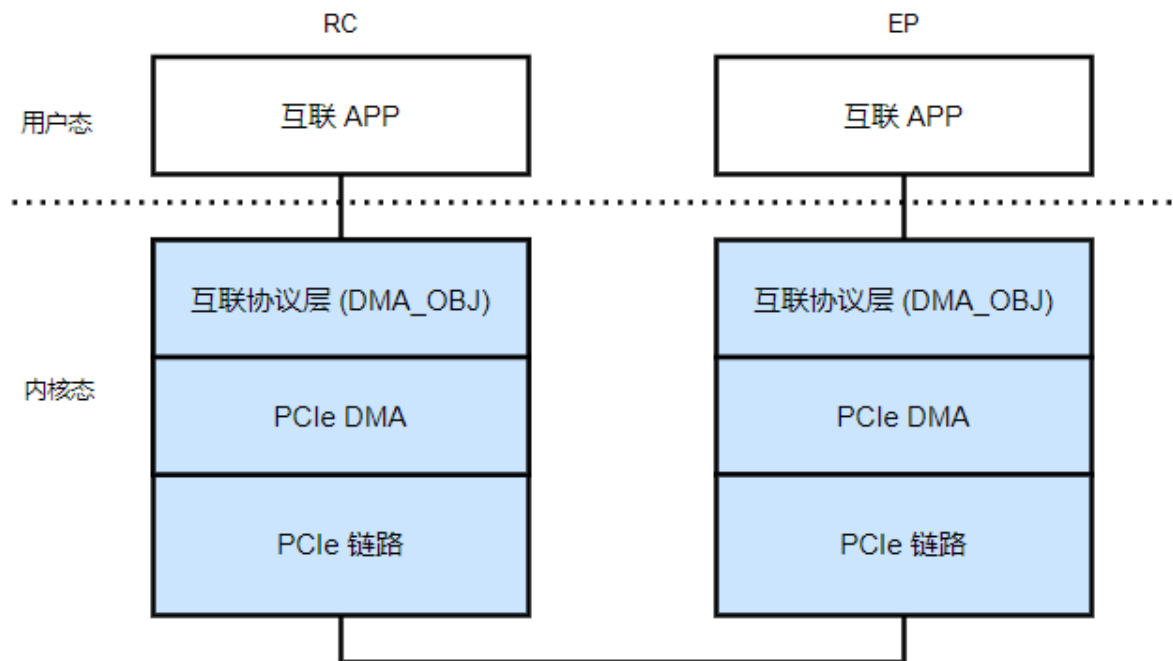 RC
EP
用户态
互联 APP
互联 APP
内核态
互联协议层 (DMA_OBJ)
互联协议层 (DMA_OBJ)
PCIe DMA
PCIe DMA
PCIe 链路
PCIe 链路